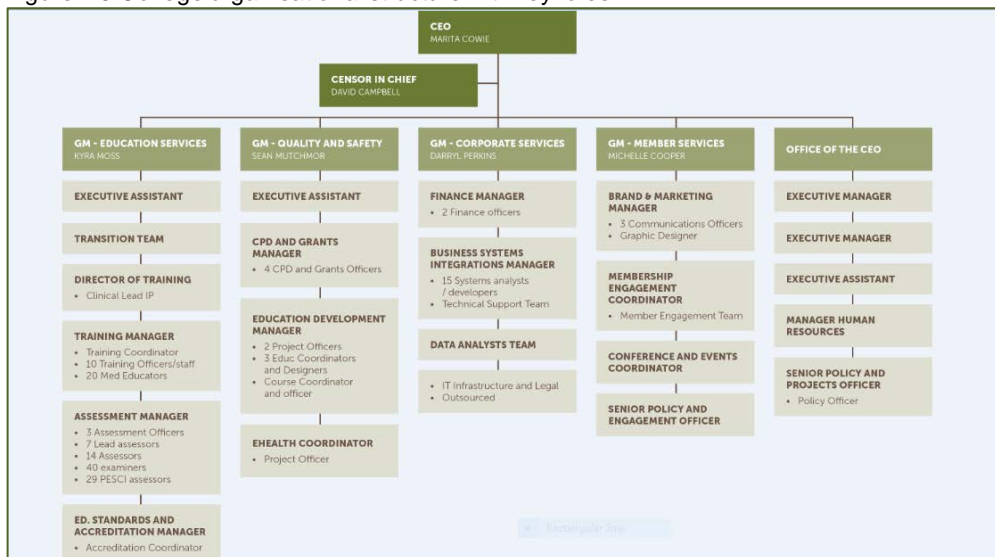 CEO
MARITA COWIE
CENSOR IN CHIEF
DAVID CAMPBELL
GM - EDUCATION SERVICES
KYRA MOSS
EXECUTIVE ASSISTANT
TRANSITION TEAM
DIRECTOR OF TRAINING
• Clinical Lead IP
TRAINING MANAGER
• Training Coordinator
• 10 Training Officers/staff
• 20 Med Educators
ASSESSMENT MANAGER
• 3 Assessment Officers
• 7 Lead assessors
• 14 Assessors
• 40 examiners
• 29 PESCI assessors
ED. STANDARDS AND
ACCREDITATION MANAGER
• Accreditation Coordinator
GM - QUALITY AND SAFETY
SEAN MUTCHMOR
EXECUTIVE ASSISTANT
CPD AND GRANTS
MANAGER
• 4 CPD and Grants Officers
EDUCATION DEVELOPMENT
MANAGER
• 2 Project Officers
• 3 Educ Coordinators
and Designers
• Course Coordinator
and officer
EHEALTH COORDINATOR
• Project Officer
GM - CORPORATE SERVICES
DARRYL PERKINS
FINANCE MANAGER
• 2 Finance officers
BUSINESS SYSTEMS
INTEGRATIONS MANAGER
• 15 Systems analysts
/ developers
• Technical Support Team
DATA ANALYSTS TEAM
• IT Infrastructure and Legal
• Outsourced
GM - MEMBER SERVICES
MICHELLE COOPER
BRAND & MARKETING
MANAGER
• 3 Communications Officers
• Graphic Designer
MEMBERSHIP
ENGAGEMENT
COORDINATOR
• Member Engagement Team
CONFERENCE AND EVENTS
COORDINATOR
SENIOR POLICY AND
ENGAGEMENT OFFICER
OFFICE OF THE CEO
EXECUTIVE MANAGER
EXECUTIVE MANAGER
EXECUTIVE ASSISTANT
MANAGER HUMAN
RESOURCES
SENIOR POLICY AND
PROJECTS OFFICER
• Policy Officer
Rectangular Snip